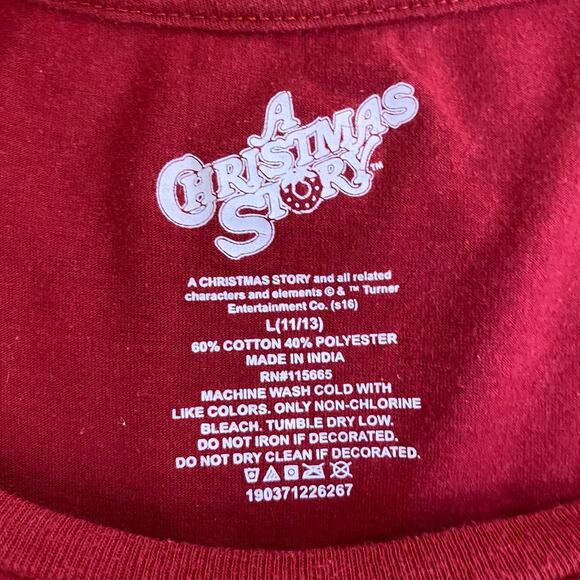 A
CHRISTMAS
STORY™
A CHRISTMAS STORY and all related
characters and elements © & ™ Turner
Entertainment Co. (s16)
L(11/13)
60% COTTON 40% POLYESTER
MADE IN INDIA
RN#115665
MACHINE WASH COLD WITH
LIKE COLORS. ONLY NON-CHLORINE
BLEACH. TUMBLE DRY LOW.
DO NOT IRON IF DECORATED.
DO NOT DRY CLEAN IF DECORATED.
190371226267